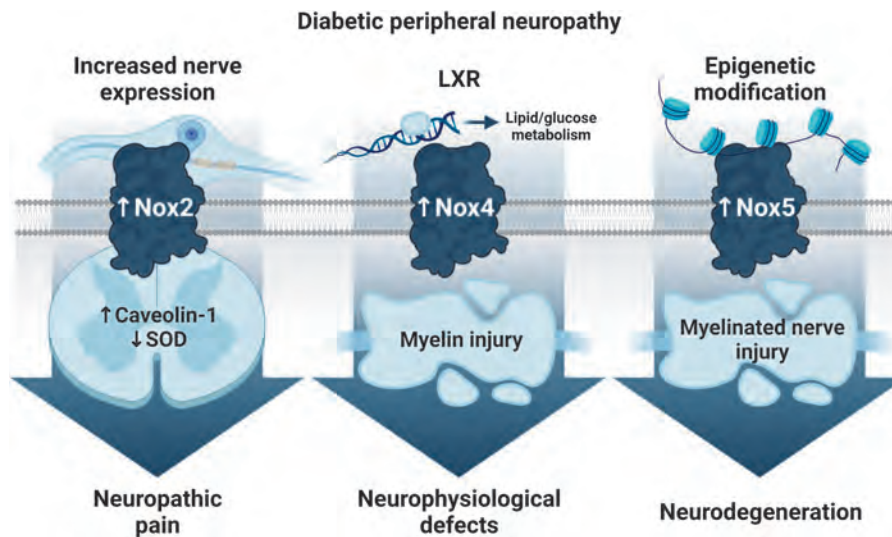 Diabetic peripheral neuropathy
Increased nerve
expression
↑Nox2
↑Caveolin-1
↓SOD
Neuropathic
pain
LXR
Lipid/glucose
metabolism
↑Nox4
Myelin injury
Neurophysiological
defects
Epigenetic
modification
↑Nox5
Myelinated nerve
injury
Neurodegeneration